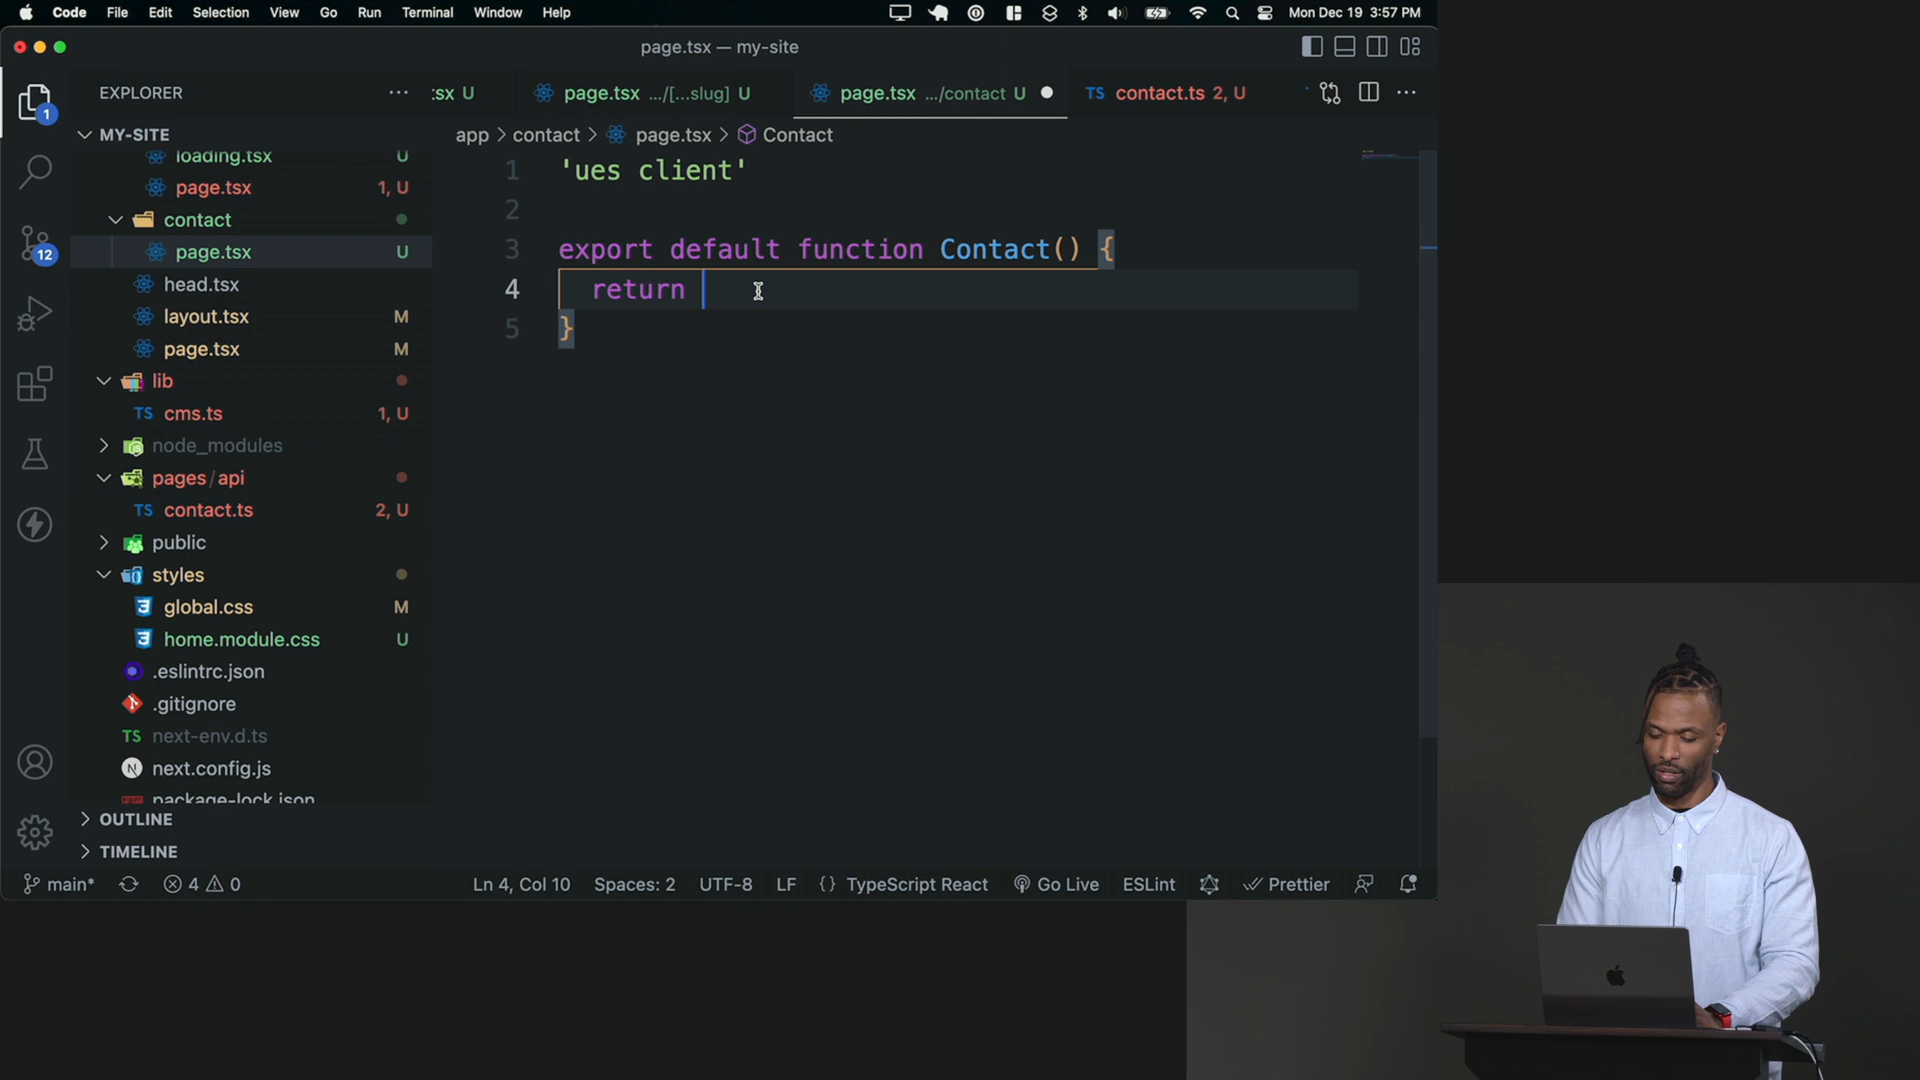 Code File Edit Selection View Go Run Terminal Window Help Mon Dec 19 3:57 PM
page.tsx — my-site
EXPLORER
:sx U
page.tsx .../[...slug] U
page.tsx .../contact U
TS contact.ts 2, U
1
MY-SITE
app > contact > page.tsx > Contact
loading.tsx U
page.tsx 1, U
contact
page.tsx U
12
head.tsx
layout.tsx M
page.tsx M
lib
TS cms.ts 1, U
node_modules
pages/api
TS contact.ts 2, U
public
styles
global.css M
home.module.css U
.eslintrc.json
.gitignore
TS next-env.d.ts
N next.config.js
package-lock.json
OUTLINE
TIMELINE
1 'ues client'
2
3 export default function Contact() {
4 return
5 }
main* 4 0 Ln 4, Col 10 Spaces: 2 UTF-8 LF {} TypeScript React Go Live ESLint Prettier